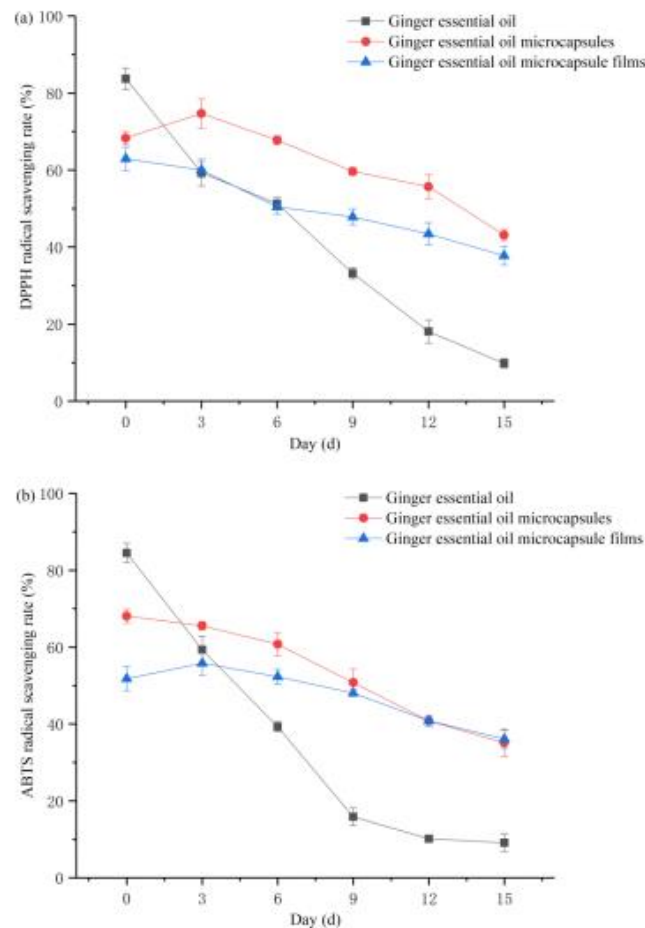 (a)
100
80
60
40
20
0
DPPH radical scavenging rate (%)
Ginger essential oil
Ginger essential oil microcapsules
Ginger essential oil microcapsule films
0 3 6 9 12 15
Day (d)
(b)
100
80
60
40
20
0
ABTS radical scavenging rate (%)
Ginger essential oil
Ginger essential oil microcapsules
Ginger essential oil microcapsule films
0 3 6 9 12 15
Day (d)